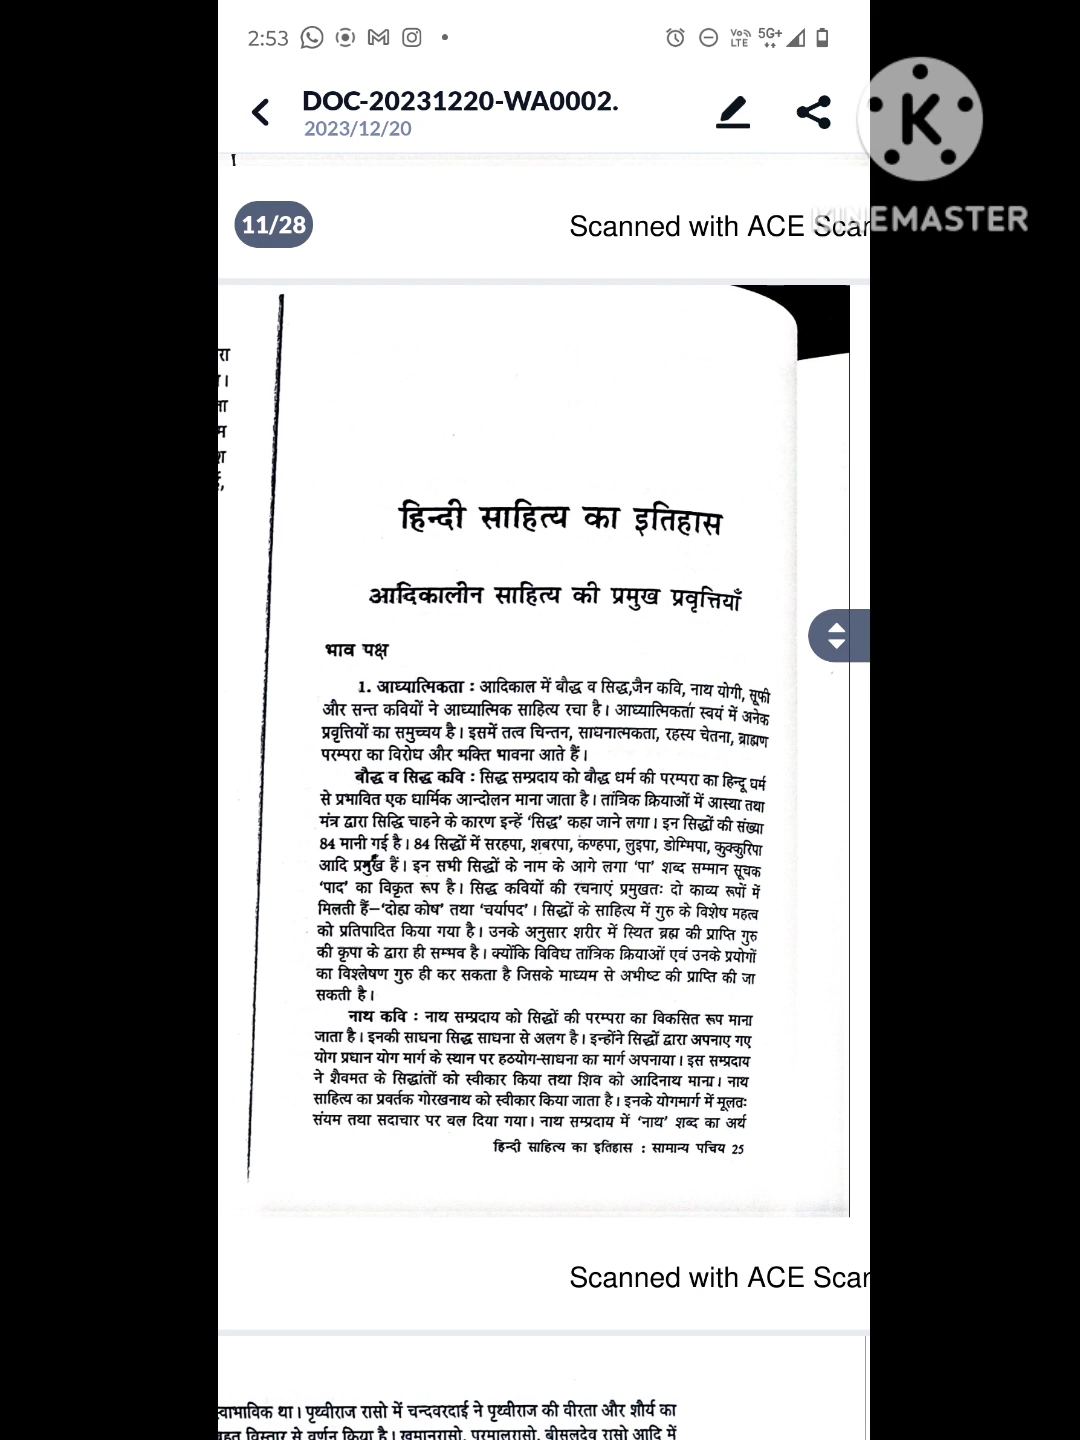 2:53
VoLTE 5G+
DOC-20231220-WA0002.
2023/12/20
K
KINEMASTER
11/28
Scanned with ACE Scan
रा
।
ता
म
श
हिन्दी साहित्य का इतिहास
आदिकालीन साहित्य की प्रमुख प्रवृत्तियाँ
भाव पक्ष
1. आध्यात्मिकता : आदिकाल में बौद्ध व सिद्ध,जैन कवि, नाथ योगी, सूफी
और सन्त कवियों ने आध्यात्मिक साहित्य रचा है। आध्यात्मिकता स्वयं में अनेक
प्रवृत्तियों का समुच्चय है। इसमें तत्व चिन्तन, साधनात्मकता, रहस्य चेतना, ब्राह्मण
परम्परा का विरोध और भक्ति भावना आते हैं।
बौद्ध व सिद्ध कवि : सिद्ध सम्प्रदाय को बौद्ध धर्म की परम्परा का हिन्दू धर्म
से प्रभावित एक धार्मिक आन्दोलन माना जाता है। तांत्रिक क्रियाओं में आस्था तथा
मंत्र द्वारा सिद्धि चाहने के कारण इन्हें ‘सिद्ध’ कहा जाने लगा। इन सिद्धों की संख्या
84 मानी गई है। 84 सिद्धों में सरहपा, शबरपा, कण्हपा, लुइपा, डोम्भिपा, कुक्कुरिपा
आदि प्रमुख हैं। इन सभी सिद्धों के नाम के आगे लगा ‘पा’ शब्द सम्मान सूचक
‘पाद’ का विकृत रूप है। सिद्ध कवियों की रचनाएं प्रमुखतः दो काव्य रूपों में
मिलती हैं–‘दोहा कोष’ तथा ‘चर्यापद’। सिद्धों के साहित्य में गुरु के विशेष महत्व
को प्रतिपादित किया गया है। उनके अनुसार शरीर में स्थित ब्रह्म की प्राप्ति गुरु
की कृपा के द्वारा ही सम्भव है। क्योंकि विविध तांत्रिक क्रियाओं एवं उनके प्रयोगों
का विश्लेषण गुरु ही कर सकता है जिसके माध्यम से अभीष्ट की प्राप्ति की जा
सकती है।
नाथ कवि : नाथ सम्प्रदाय को सिद्धों की परम्परा का विकसित रूप माना
जाता है। इनकी साधना सिद्ध साधना से अलग है। इन्होंने सिद्धों द्वारा अपनाए गए
योग प्रधान योग मार्ग के स्थान पर हठयोग-साधना का मार्ग अपनाया। इस सम्प्रदाय
ने शैवमत के सिद्धांतों को स्वीकार किया तथा शिव को आदिनाथ माना। नाथ
साहित्य का प्रवर्तक गोरखनाथ को स्वीकार किया जाता है। इनके योगमार्ग में मूलतः
संयम तथा सदाचार पर बल दिया गया। नाथ सम्प्रदाय में ‘नाथ’ शब्द का अर्थ
हिन्दी साहित्य का इतिहास : सामान्य पचिय 25
Scanned with ACE Scan
स्वाभाविक था। पृथ्वीराज रासो में चन्दवरदाई ने पृथ्वीराज की वीरता और शौर्य का
बहुत विस्तार से वर्णन किया है। खुमानरासो, परमालरासो, बीसलदेव रासो आदि में